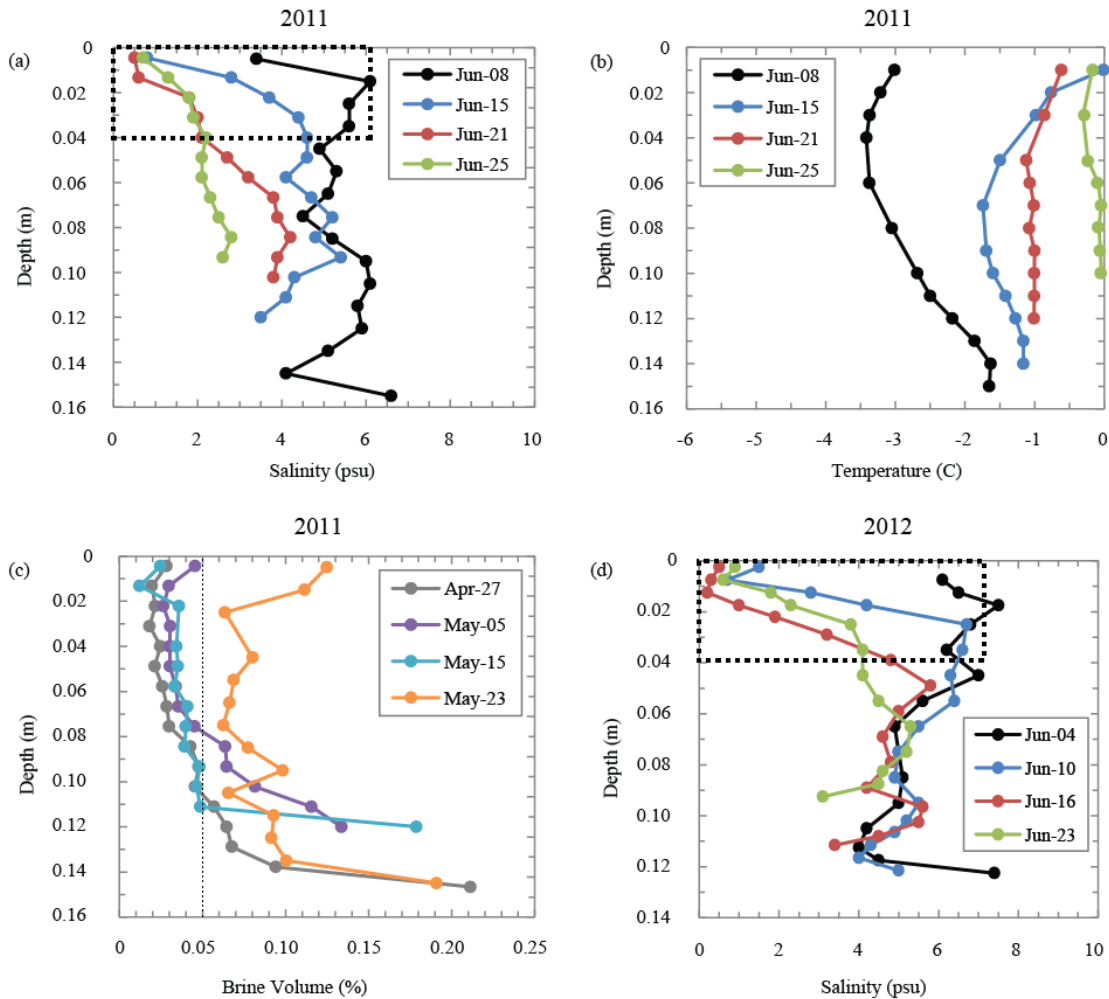 2011
(a)
0
0.02
0.04
0.06
0.08
0.10
0.12
0.14
0.16
Depth (m)
Jun-08
Jun-15
Jun-21
Jun-25
0 2 4 6 8 10
Salinity (psu)
2011
(b)
0
0.02
0.04
0.06
0.08
0.10
0.12
0.14
0.16
Depth (m)
Jun-08
Jun-15
Jun-21
Jun-25
-6 -5 -4 -3 -2 -1 0
Temperature (C)
2011
(c)
0
0.02
0.04
0.06
0.08
0.10
0.12
0.14
0.16
Depth (m)
Apr-27
May-05
May-15
May-23
0 0.05 0.10 0.15 0.20 0.25
Brine Volume (%)
2012
(d)
0
0.02
0.04
0.06
0.08
0.10
0.12
0.14
Depth (m)
Jun-04
Jun-10
Jun-16
Jun-23
0 2 4 6 8 10
Salinity (psu)